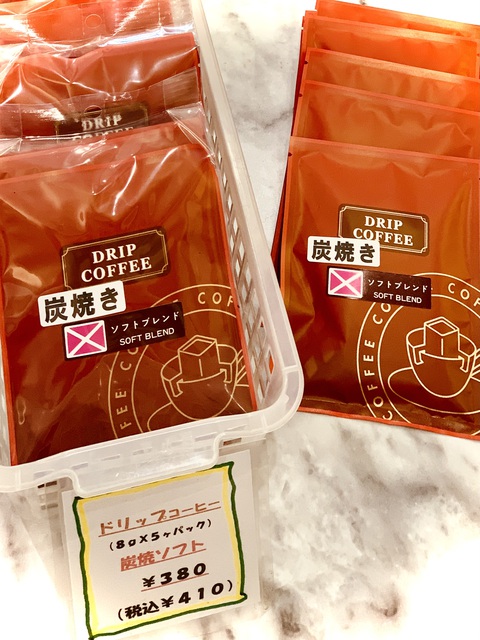 DRIP
COFFEE
DRIP
COFFEE
炭焼き
ソフトブレンド
SOFT BLEND
DRIP
COFFEE
炭焼き
ソフトブレンド
SOFT BLEND
COFFEE CO
ドリップコーヒー
(8g×5ヶパック)
炭焼ソフト
¥380
(税込¥410)